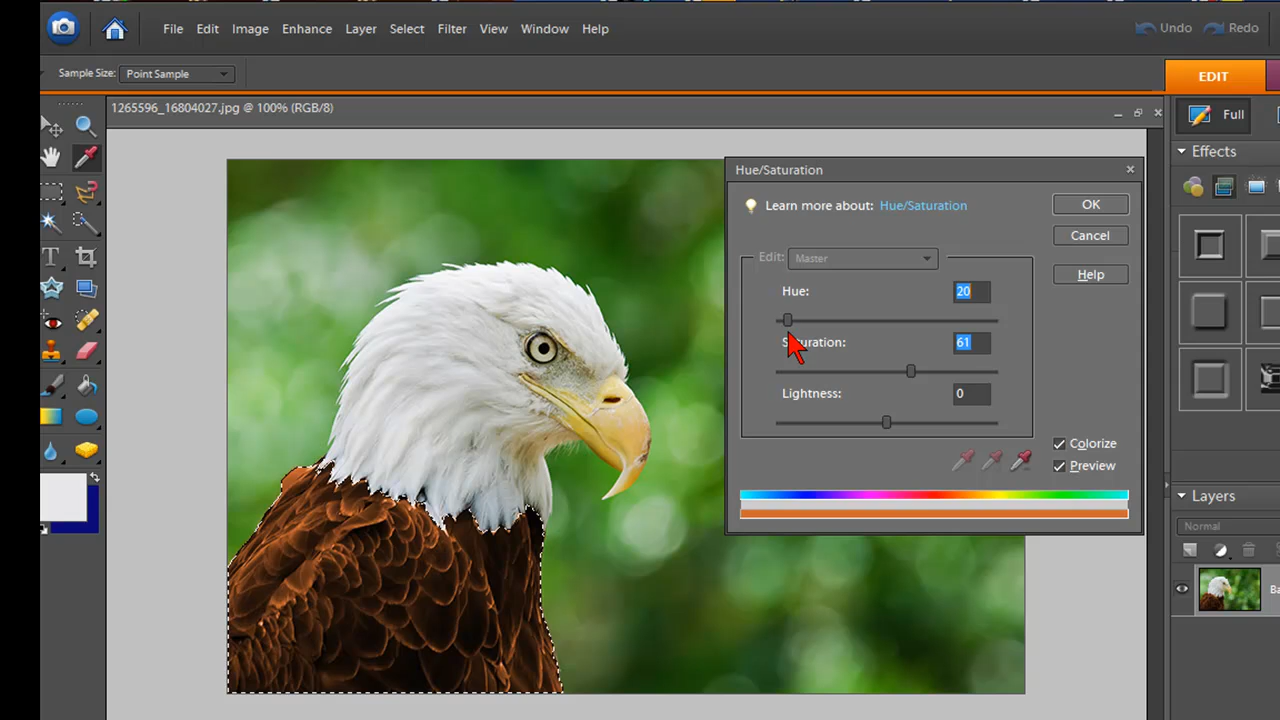 File Edit Image Enhance Layer Select Filter View Window Help Undo Redo
Sample Size: Point Sample EDIT
1265596_16804027.jpg @ 100% (RGB/8) Full
Effects
Hue/Saturation
Learn more about: Hue/Saturation OK
Cancel
Edit: Master
Help
Hue: 20
Saturation: 61
Lightness: 0
Colorize
Preview
Layers
Normal